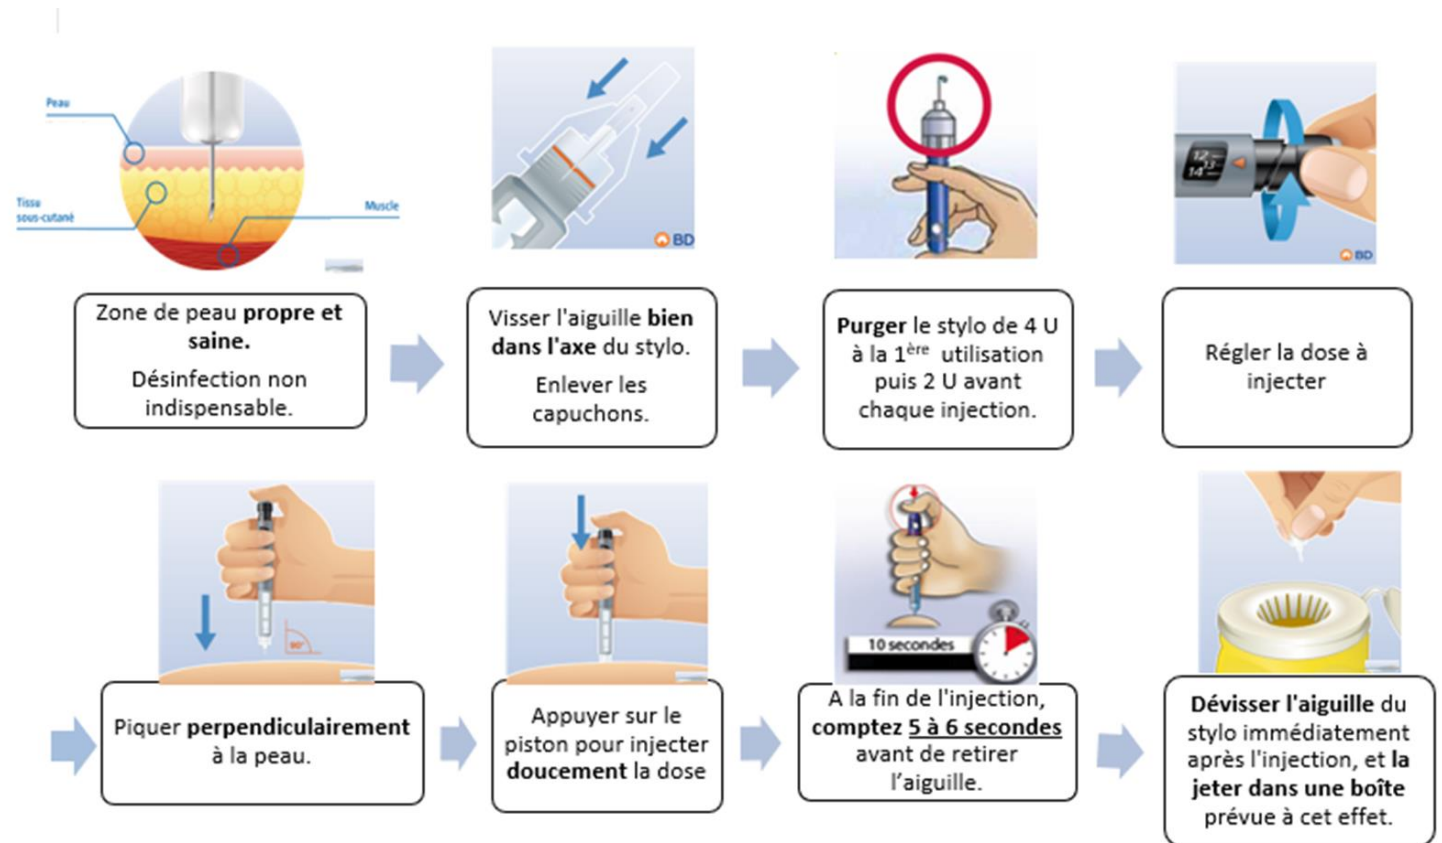 Peau
Tissu
sous-cutané
Muscle
BD
12
13
14
BD
Zone de peau propre et
saine.
Désinfection non
indispensable.
Visser l'aiguille bien
dans l'axe du stylo.
Enlever les
capuchons.
Purger le stylo de 4 U
à la 1ère utilisation
puis 2 U avant
chaque injection.
Régler la dose à
injecter
90°
10 secondes
Piquer perpendiculairement
à la peau.
Appuyer sur le
piston pour injecter
doucement la dose
A la fin de l'injection,
comptez 5 à 6 secondes
avant de retirer
l’aiguille.
Dévisser l'aiguille du
stylo immédiatement
après l'injection, et la
jeter dans une boîte
prévue à cet effet.